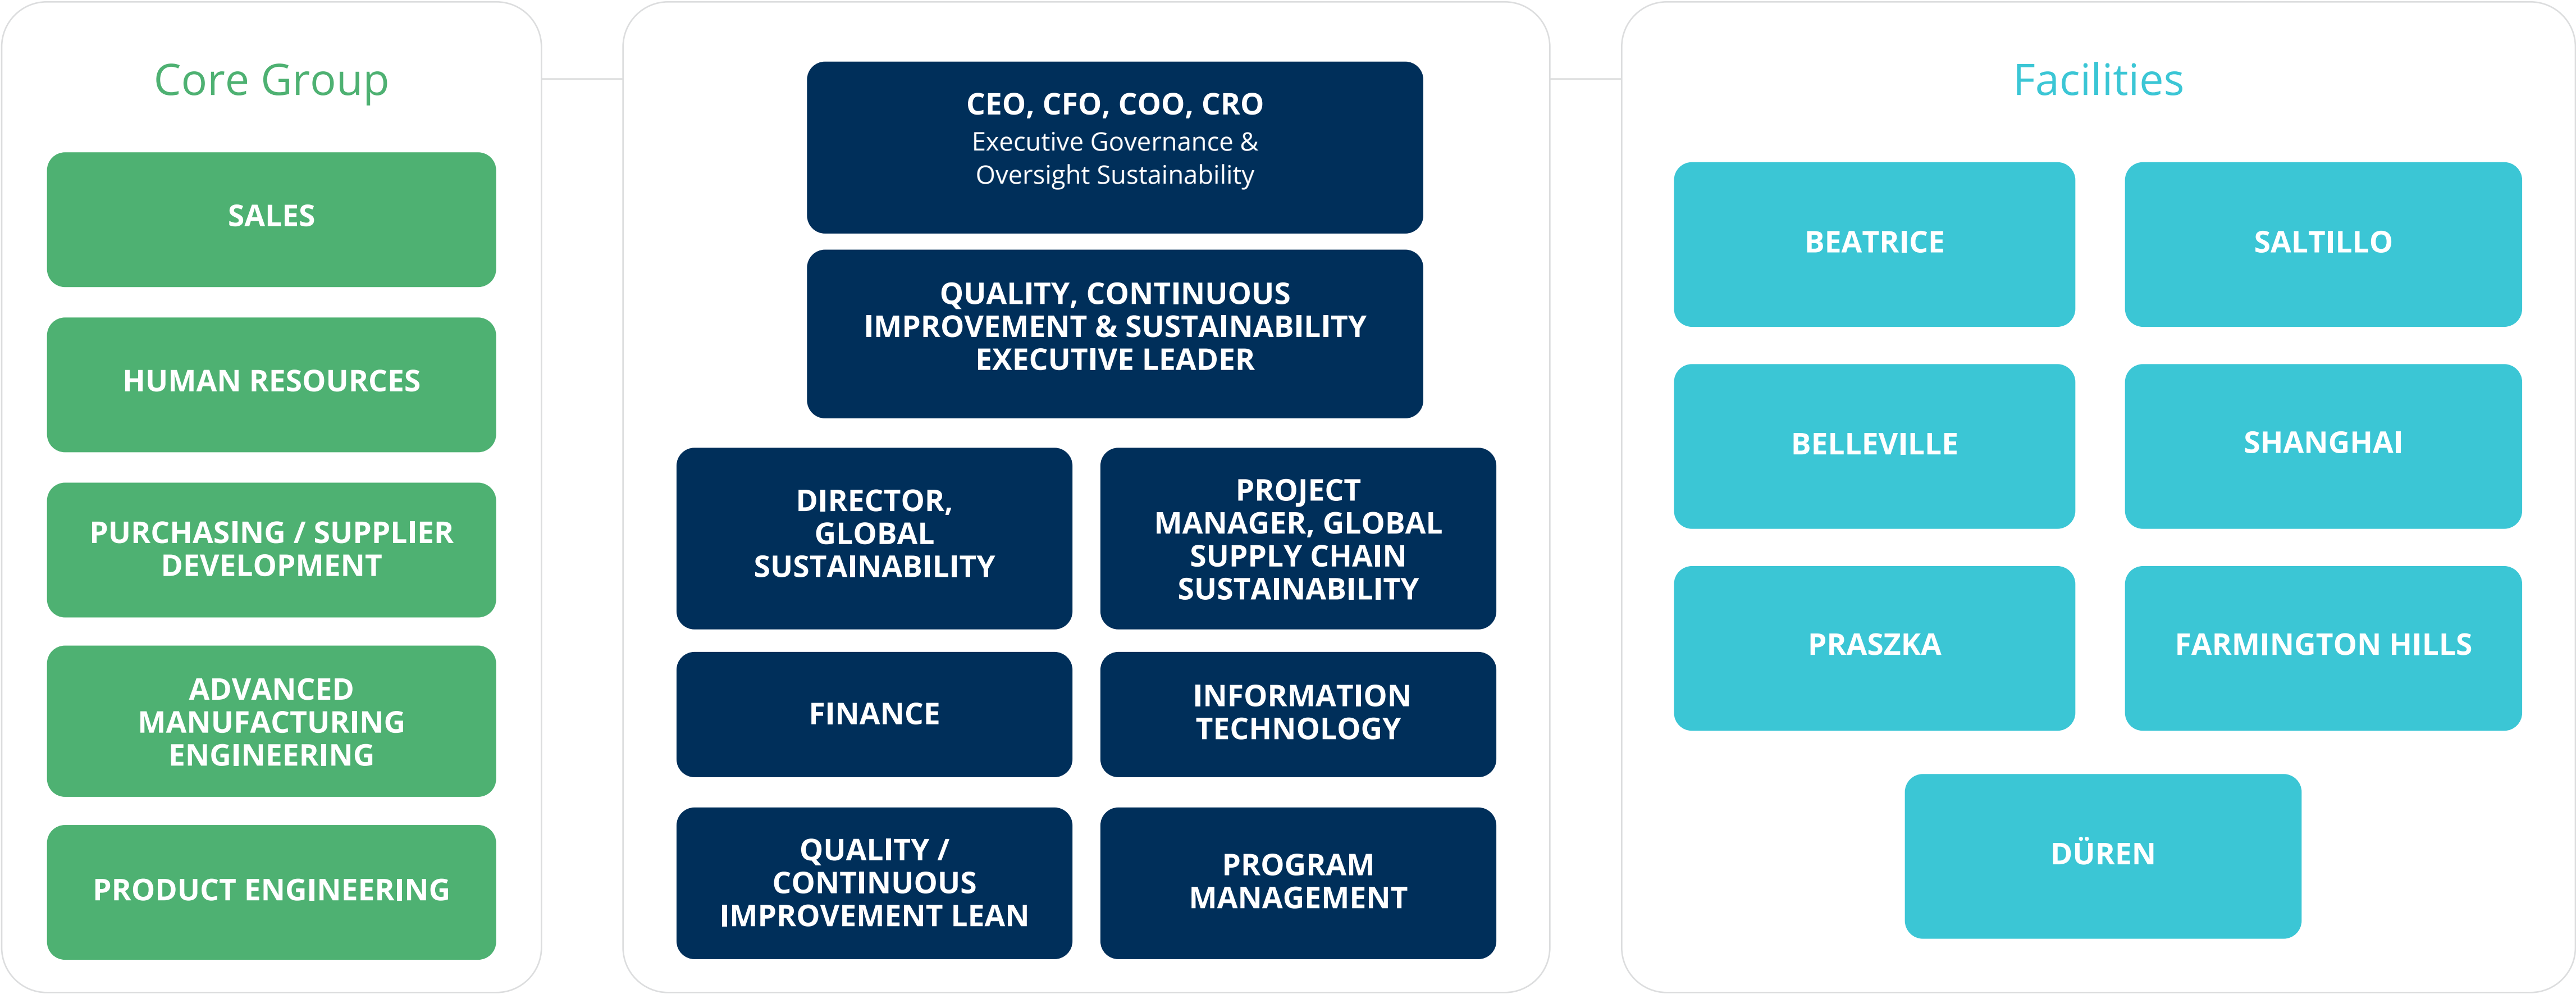 Core Group
SALES
HUMAN RESOURCES
PURCHASING / SUPPLIER
DEVELOPMENT
ADVANCED
MANUFACTURING
ENGINEERING
PRODUCT ENGINEERING
CEO, CFO, COO, CRO
Executive Governance &
Oversight Sustainability
QUALITY, CONTINUOUS
IMPROVEMENT & SUSTAINABILITY
EXECUTIVE LEADER
DIRECTOR,
GLOBAL
SUSTAINABILITY
PROJECT
MANAGER, GLOBAL
SUPPLY CHAIN
SUSTAINABILITY
FINANCE
INFORMATION
TECHNOLOGY
QUALITY /
CONTINUOUS
IMPROVEMENT LEAN
PROGRAM
MANAGEMENT
Facilities
BEATRICE
SALTILLO
BELLEVILLE
SHANGHAI
PRASZKA
FARMINGTON HILLS
DÜREN